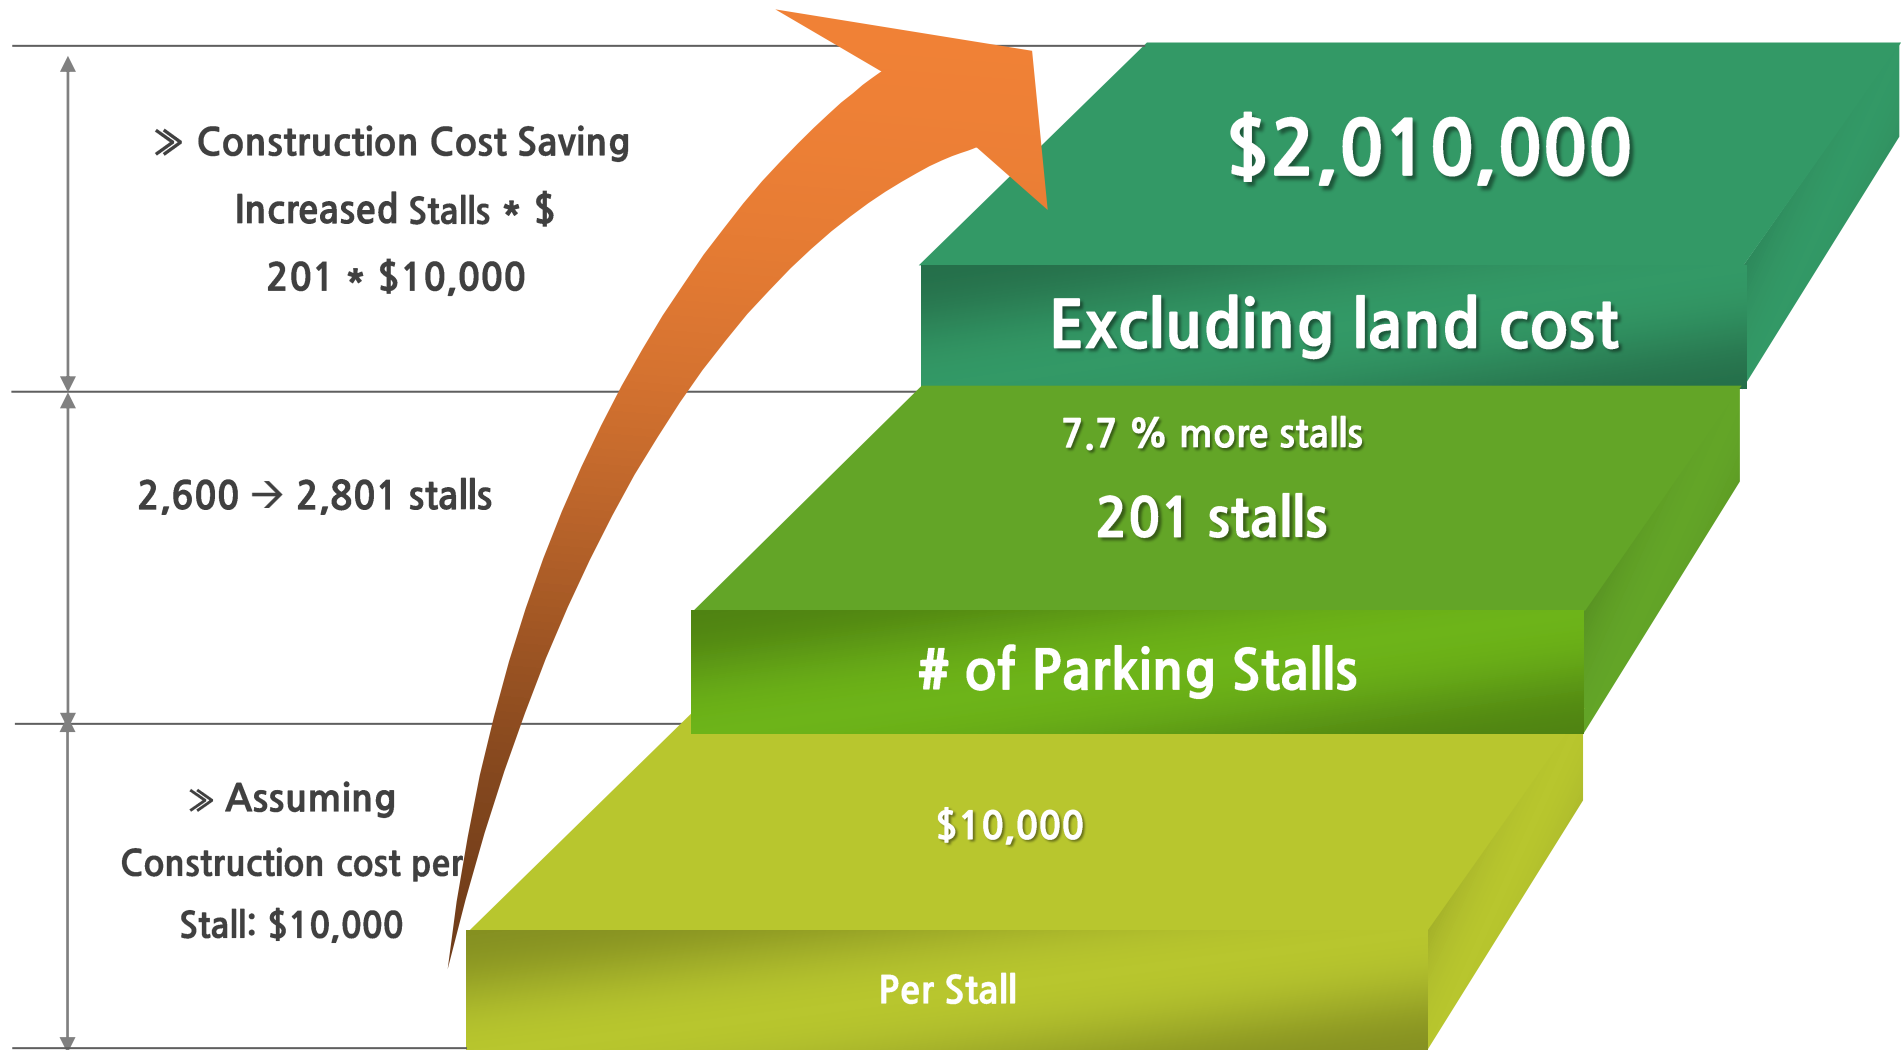 ≫ Construction Cost Saving
Increased Stalls * $
201 * $10,000
$2,010,000
Excluding land cost
2,600 → 2,801 stalls
7.7 % more stalls
201 stalls
# of Parking Stalls
≫ Assuming
Construction cost per
Stall: $10,000
$10,000
Per Stall